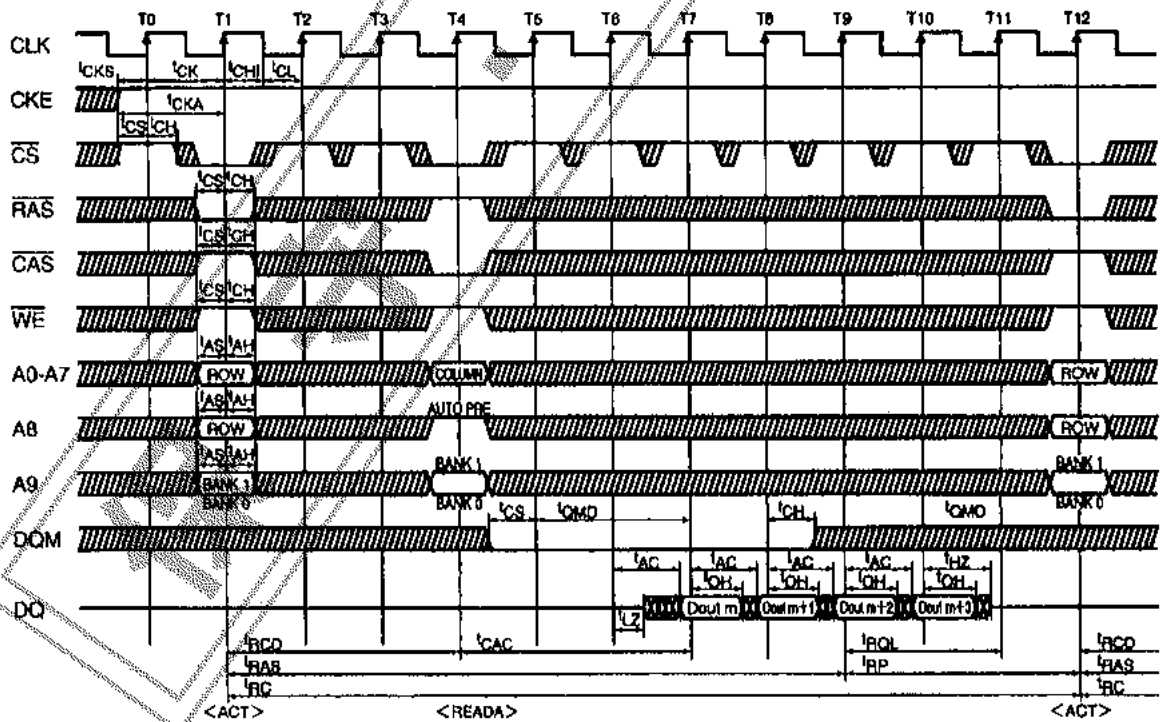 T0 T1 T2 T3 T4 T5 T6 T7 T8 T9 T10 T11 T12
CLK
tCKS tCK tCHI tCL
CKE
tCKA
tCS tCH
CS
tCS tCH
RAS
tCS tCH
CAS
tCS tCH
WE
tAS tAH
A0-A7 ROW COLUMN ROW
tAS tAH AUTO PRE
A8 ROW ROW
tAS tAH BANK 1 BANK 1
A9 BANK 1
BANK 0 BANK 0 BANK 0
tCS tQMD tCH tQMD
DQM
tAC tAC tAC tAC tHZ
tOH tOH tOH tOH
DQ Dout m Dout m+1 Dout m+2 Dout m+3
tLZ
tRCD tCAC tRQL tRCD
tRAS tRP tRAS
tRC tRC
<ACT> <READA> <ACT>